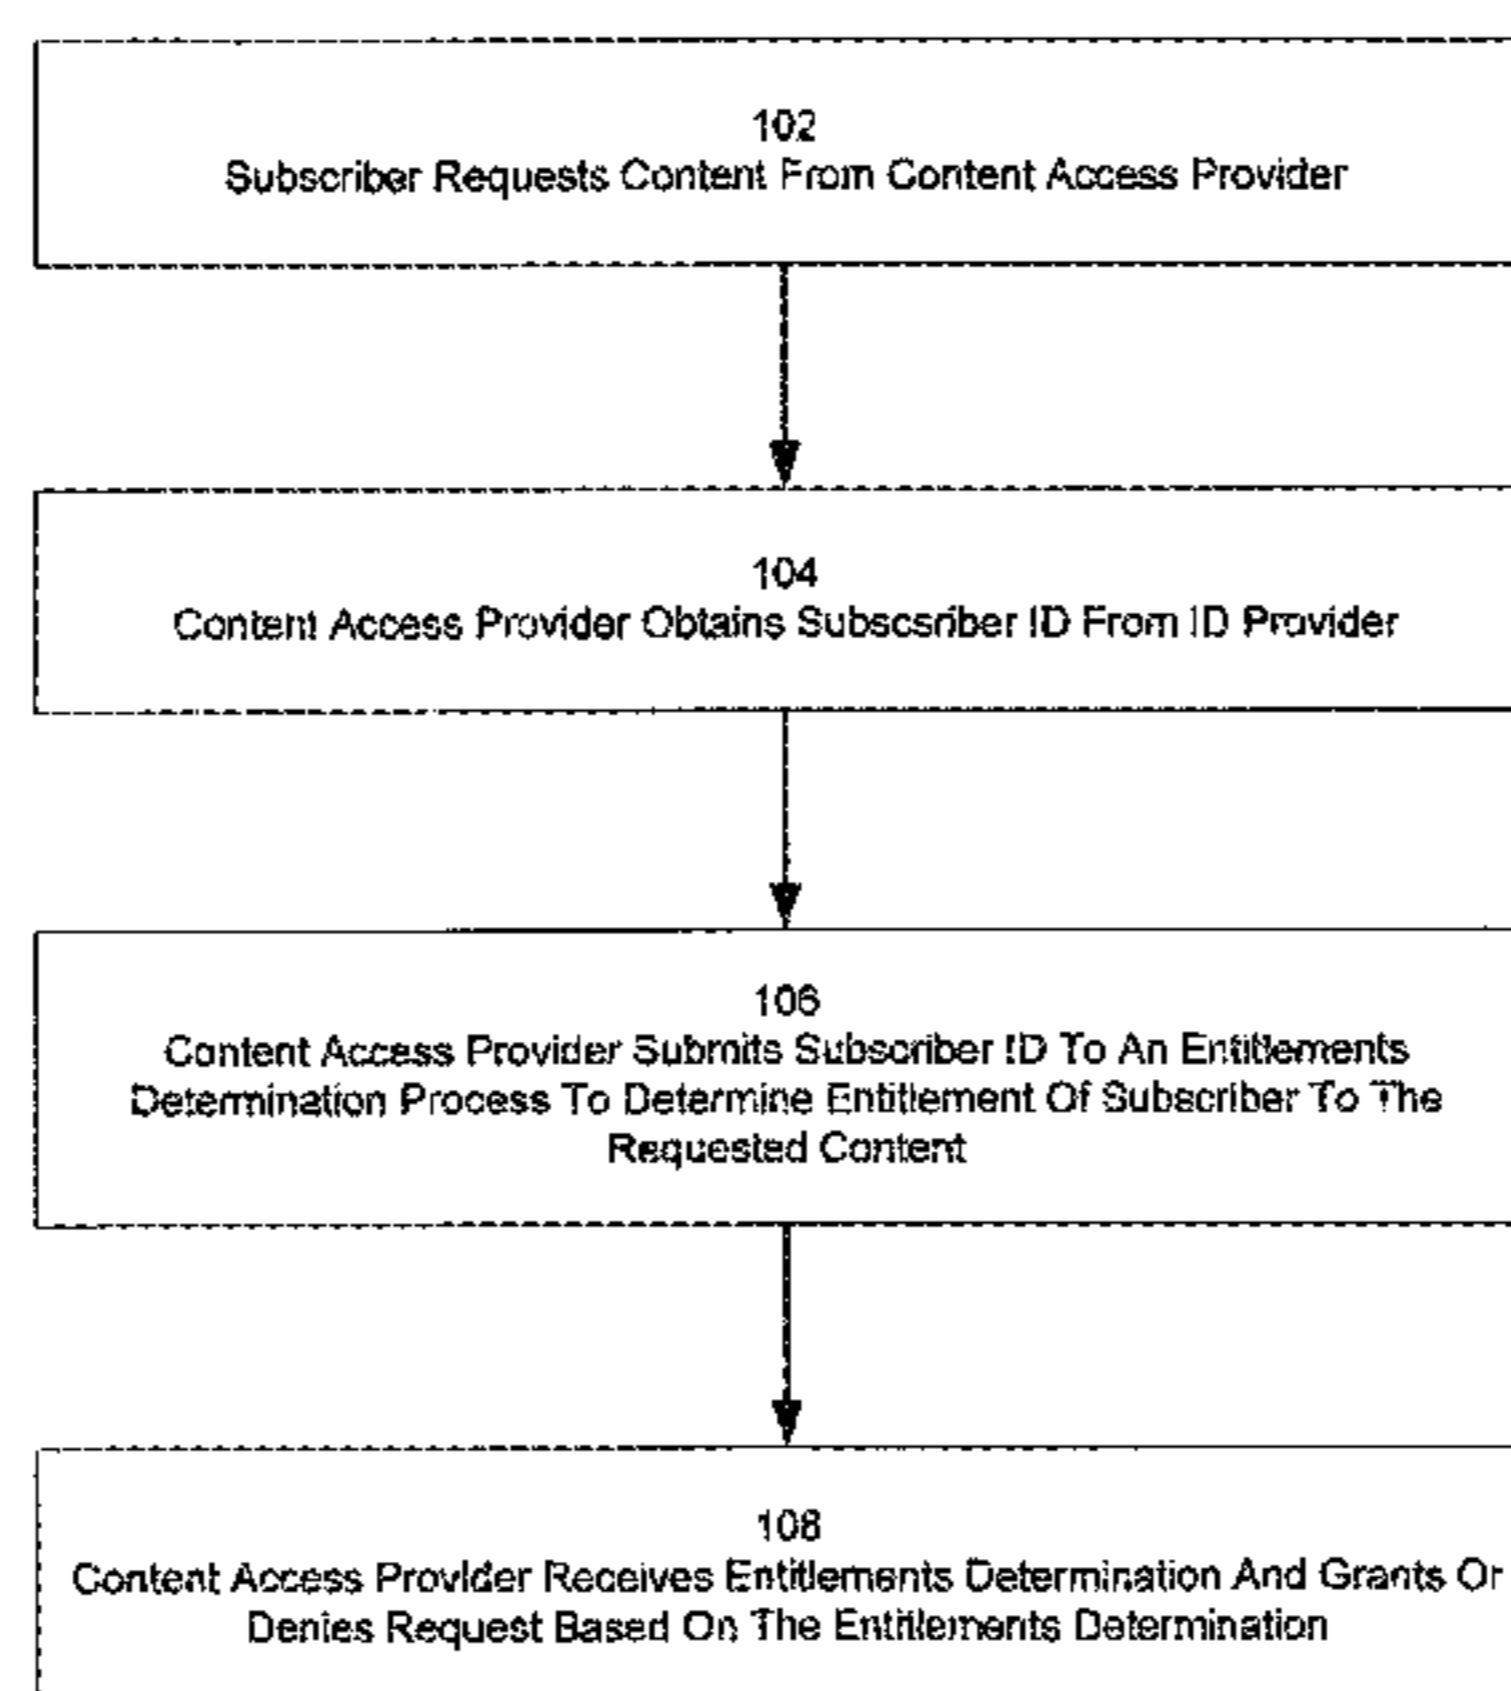 102
Subscriber Requests Content From Content Access Provider
104
Content Access Provider Obtains Subscsriber ID From ID Provider
106
Content Access Provider Submits Subscriber ID To An Entitlements
Determination Process To Determine Entitlement Of Subscriber To The
Requested Content
108
Content Access Provider Receives Entitlements Determination And Grants Or
Denies Request Based On The Entitlements Determination